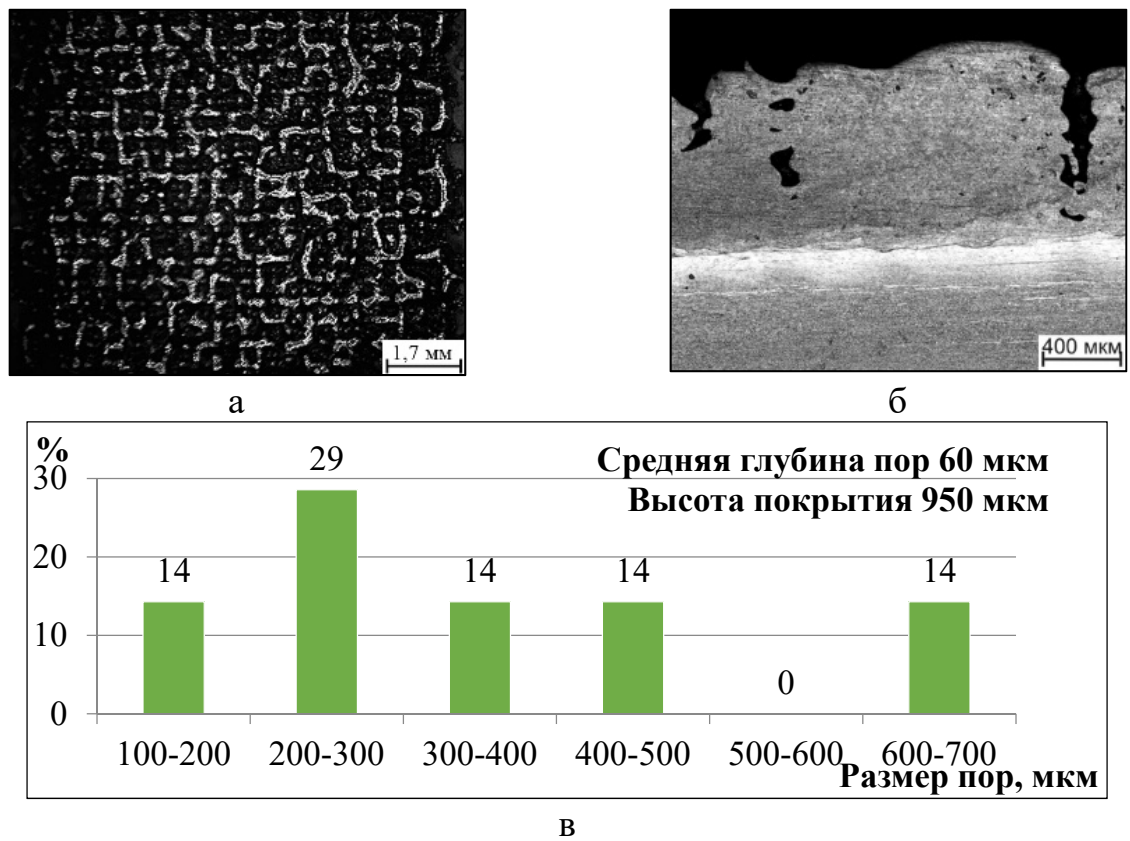 1,7 мм
400 мкм
а
б
%
Средняя глубина пор 60 мкм
Высота покрытия 950 мкм
30
20
10
0
14
29
14
14
0
14
100-200
200-300
300-400
400-500
500-600
600-700
Размер пор, мкм
в